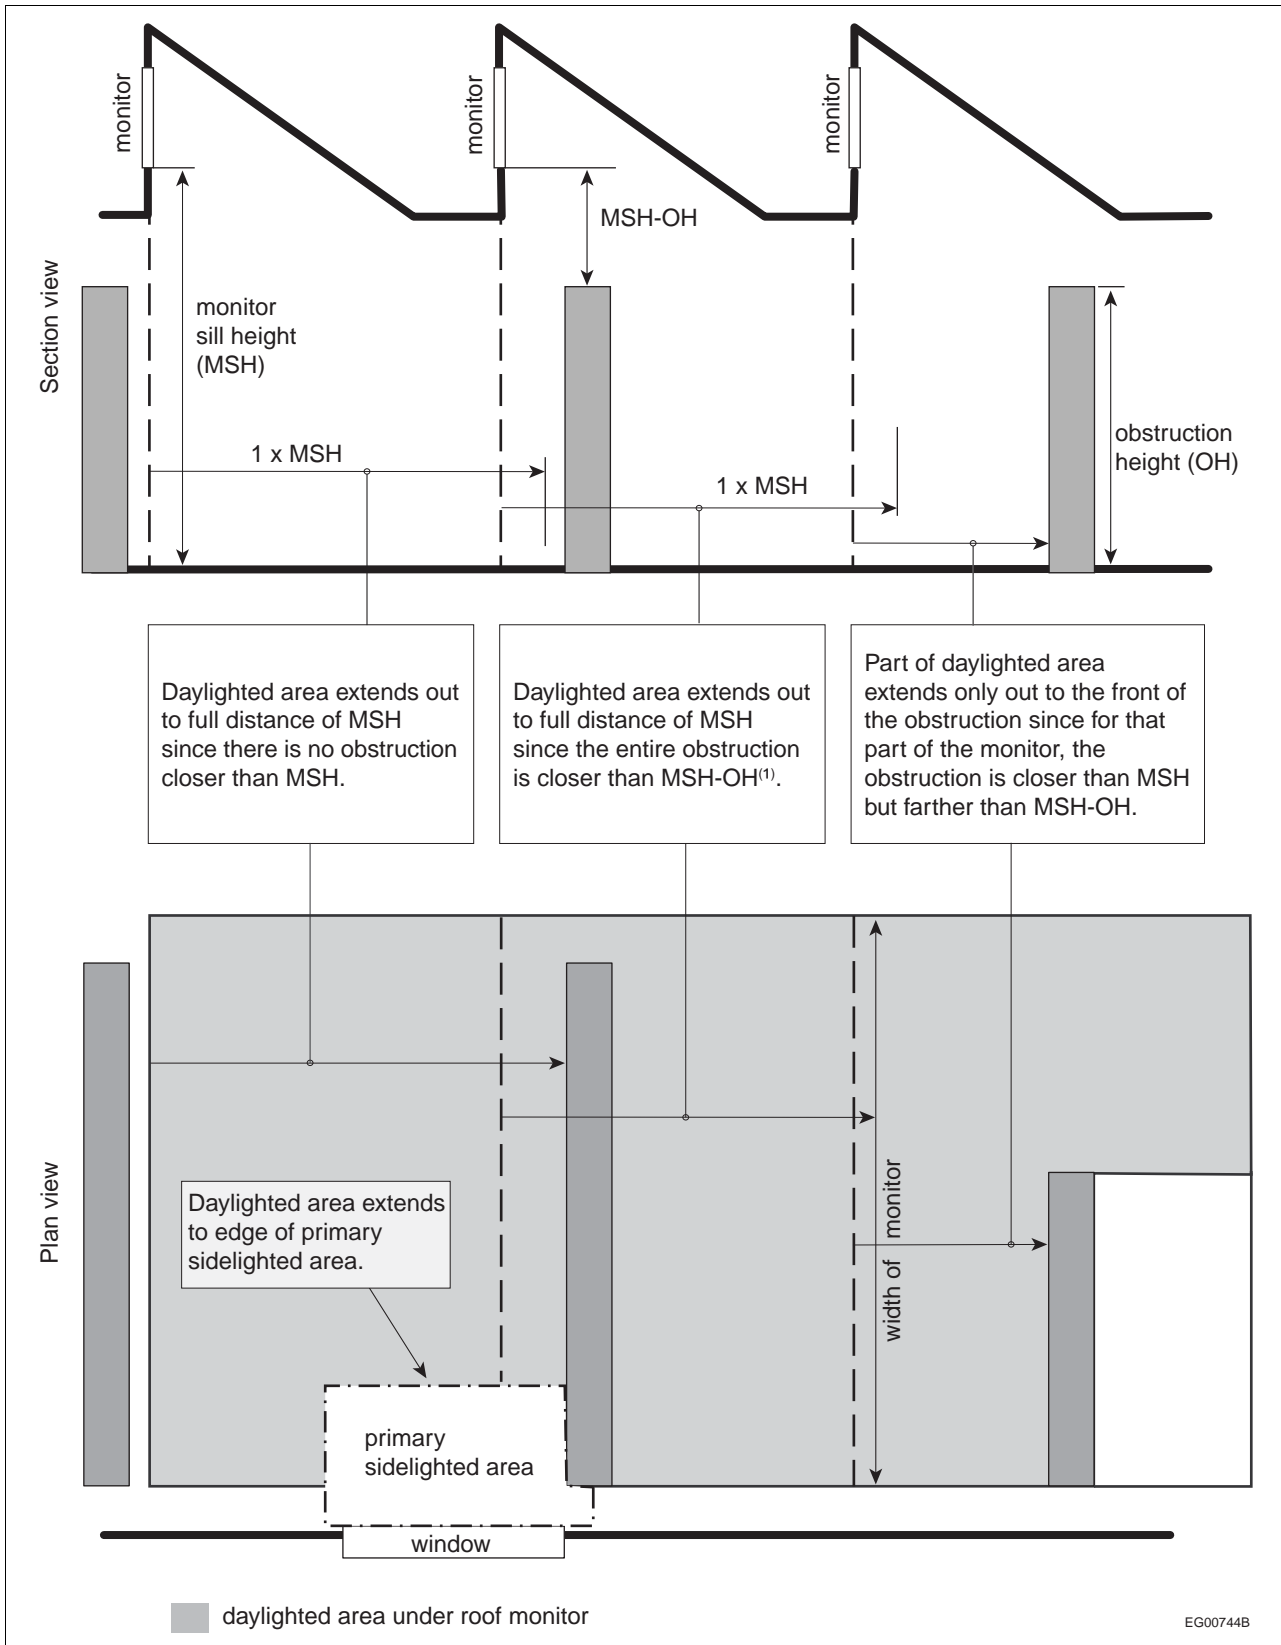 monitor
monitor
monitor
MSH-OH
Section view
monitor
sill height
(MSH)
1 x MSH
1 x MSH
obstruction
height (OH)
Daylighted area extends out
to full distance of MSH
since there is no obstruction
closer than MSH.
Daylighted area extends out
to full distance of MSH
since the entire obstruction
is closer than MSH-OH(1).
Part of daylighted area
extends only out to the front of
the obstruction since for that
part of the monitor, the
obstruction is closer than MSH
but farther than MSH-OH.
Plan view
Daylighted area extends
to edge of primary
sidelighted area.
width of monitor
primary
sidelighted area
window
daylighted area under roof monitor
EG00744B